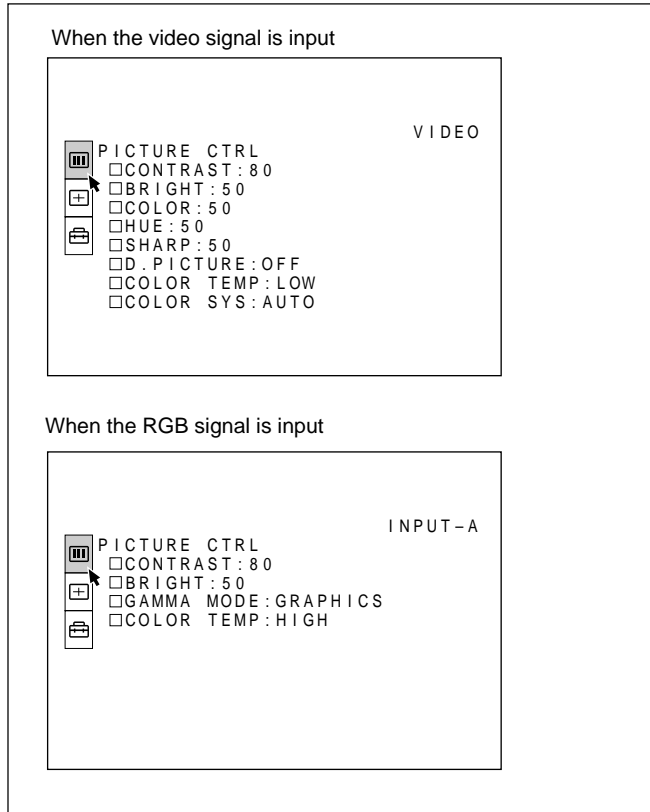 When the video signal is input
VIDEO
PICTURE CTRL
□CONTRAST:80
□BRIGHT:50
□COLOR:50
□HUE:50
□SHARP:50
□D.PICTURE:OFF
□COLOR TEMP:LOW
□COLOR SYS:AUTO
When the RGB signal is input
INPUT–A
PICTURE CTRL
□CONTRAST:80
□BRIGHT:50
□GAMMA MODE:GRAPHICS
□COLOR TEMP:HIGH